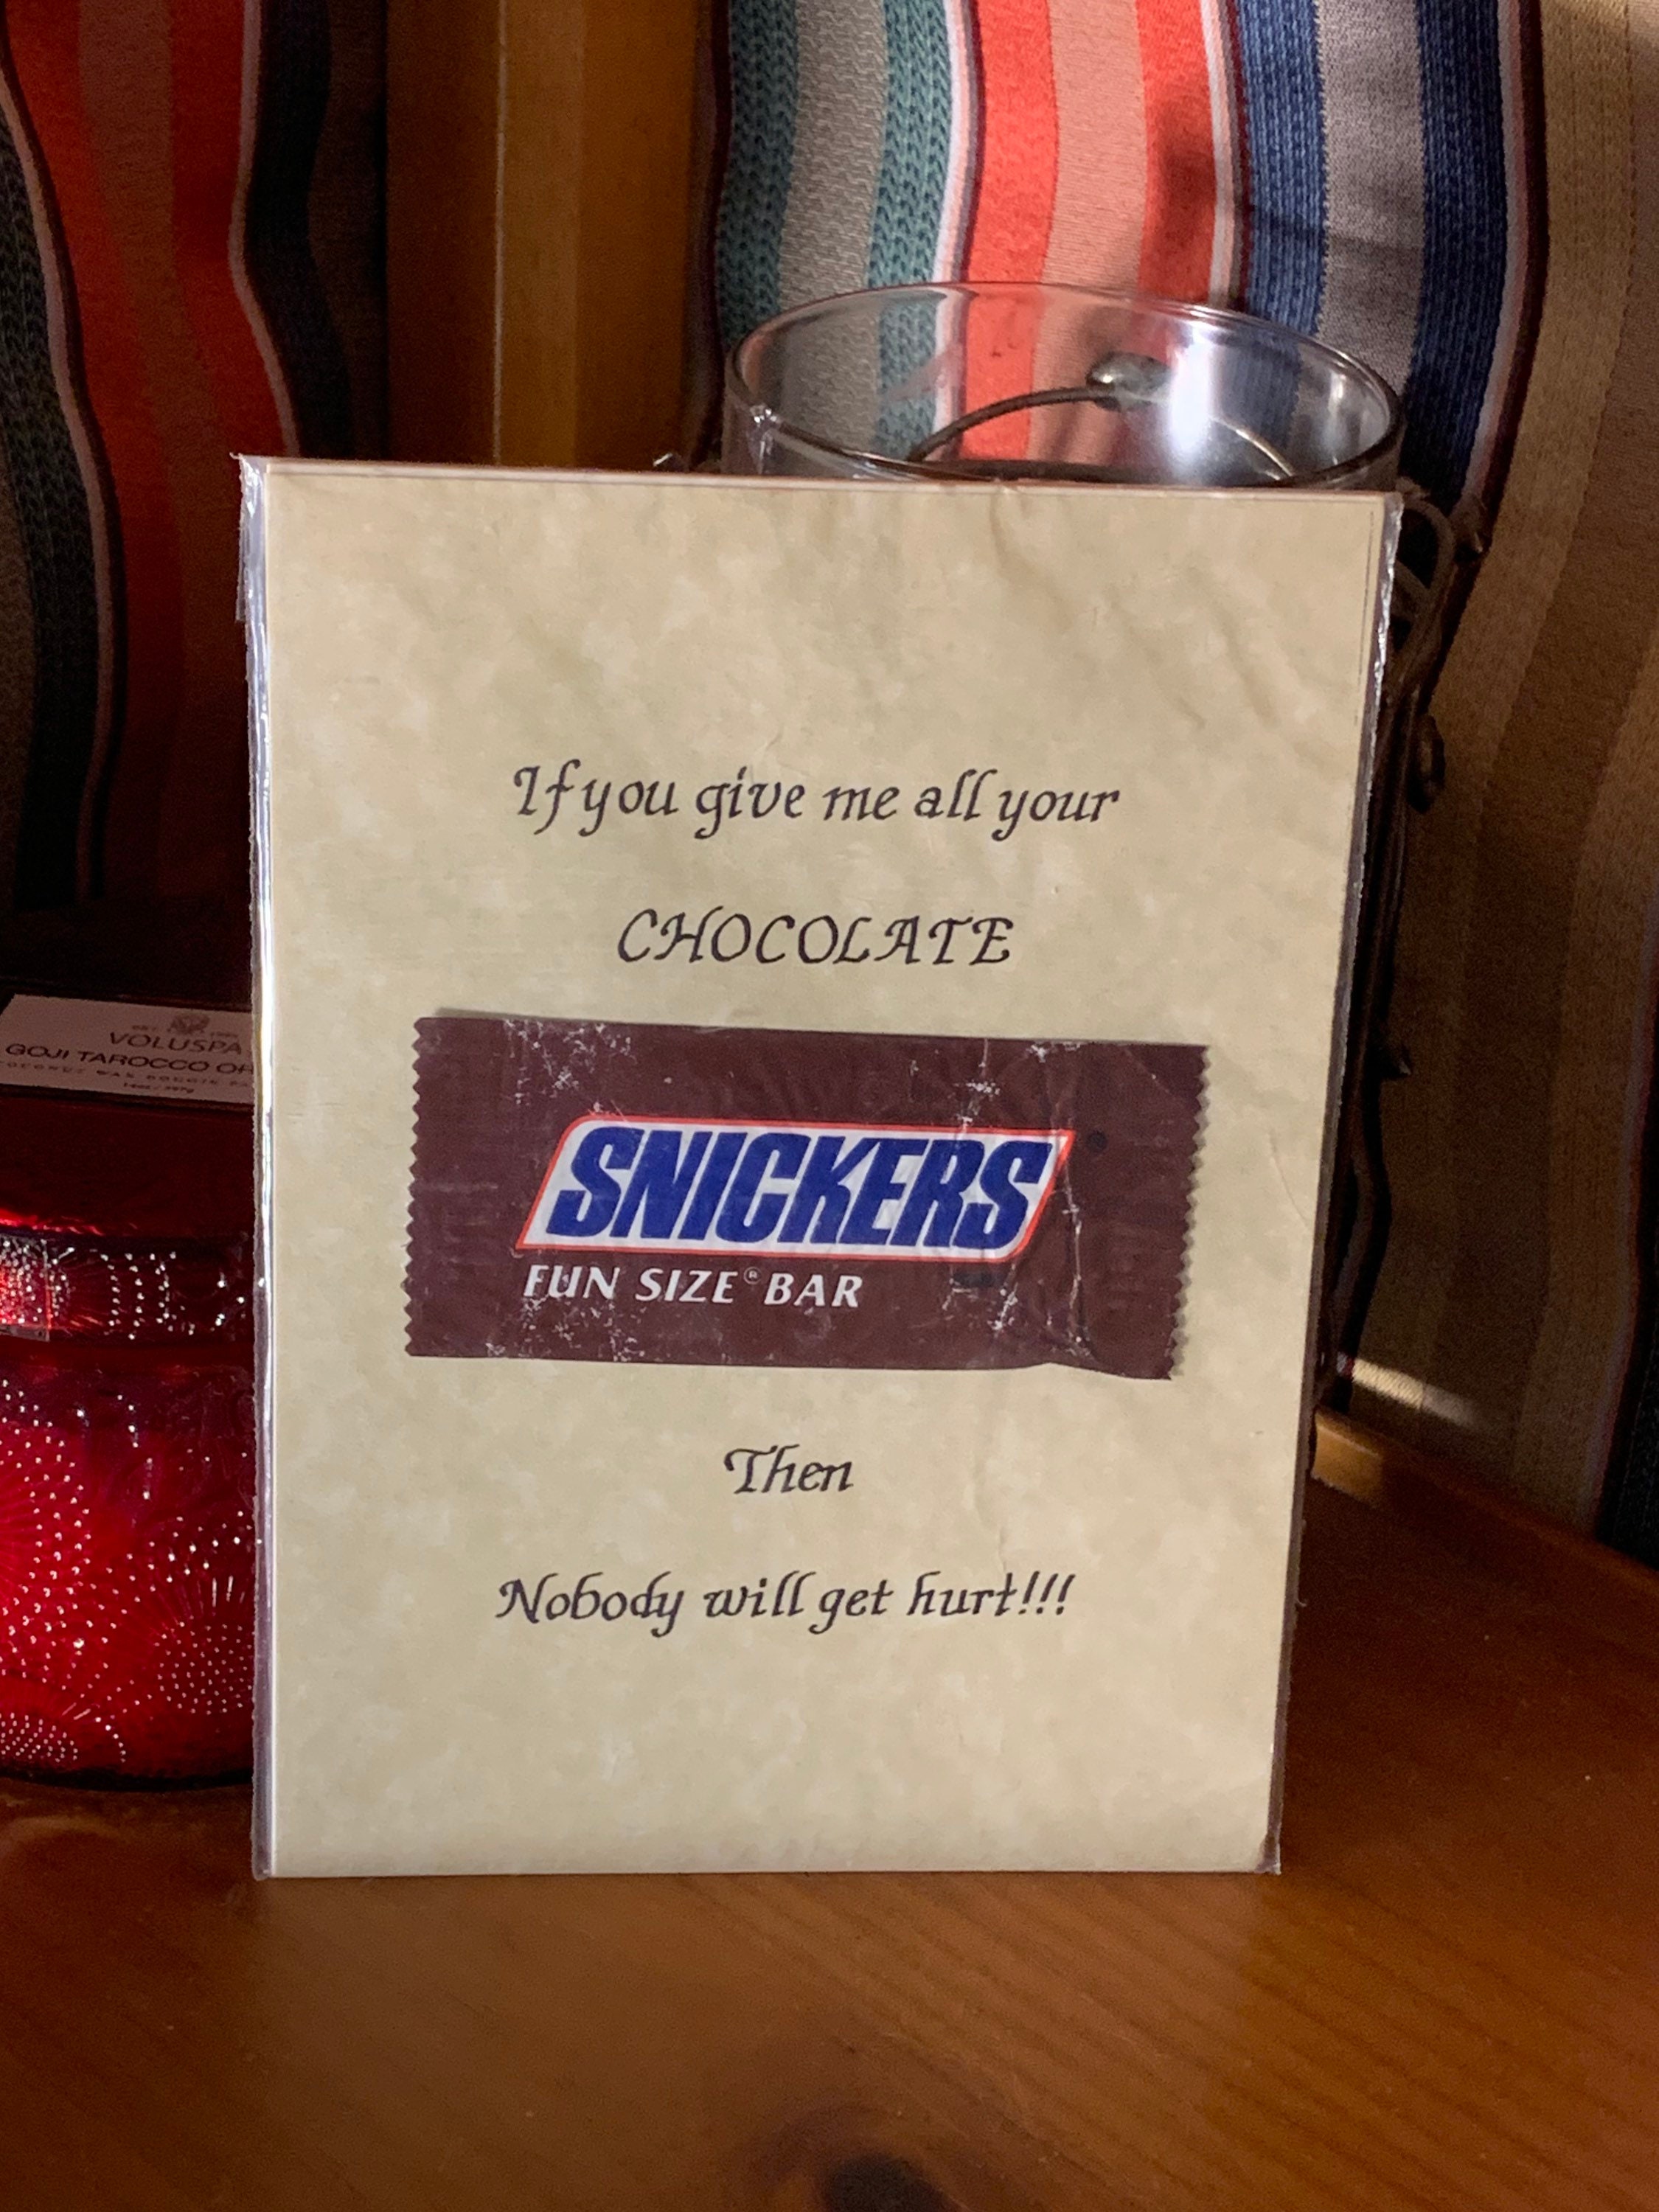 If you give me all your
CHOCOLATE
SNICKERS
FUN SIZE® BAR
Then
Nobody will get hurt!!!
VOLUSPA
GOJI TAROCCO OR